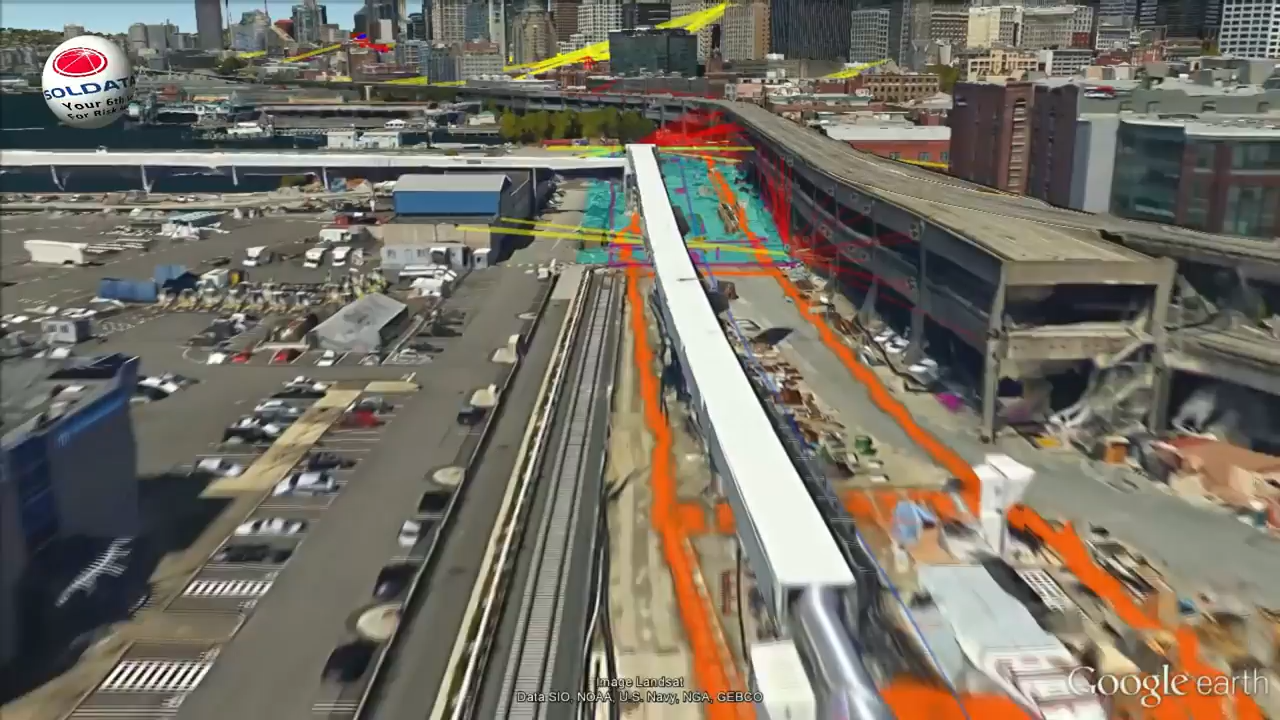 SOLDATA
Your 6th
For Risk
Image Landsat
Data SIO, NOAA, U.S. Navy, NGA, GEBCO
Google earth